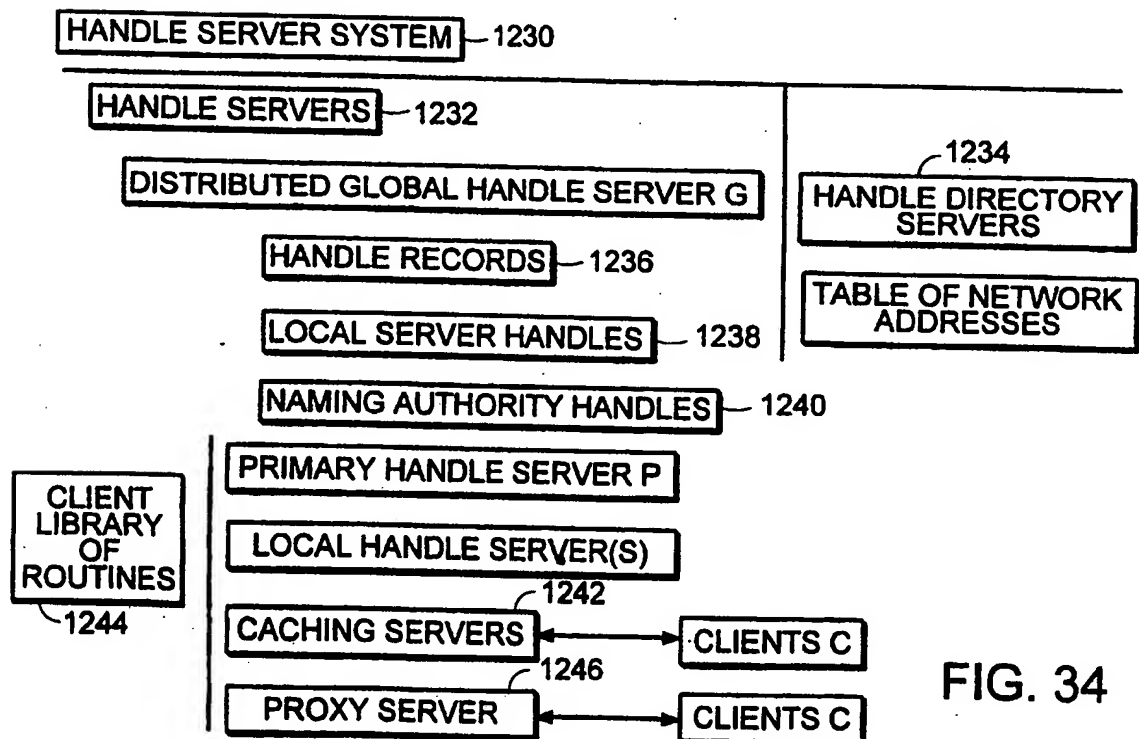 HANDLE SERVER SYSTEM 1230
HANDLE SERVERS 1232
DISTRIBUTED GLOBAL HANDLE SERVER G
1234
HANDLE DIRECTORY
SERVERS
HANDLE RECORDS 1236
TABLE OF NETWORK
ADDRESSES
LOCAL SERVER HANDLES 1238
NAMING AUTHORITY HANDLES 1240
CLIENT
LIBRARY
OF
ROUTINES
1244
PRIMARY HANDLE SERVER P
LOCAL HANDLE SERVER(S)
1242
CACHING SERVERS
CLIENTS C
1246
PROXY SERVER
CLIENTS C
FIG. 34